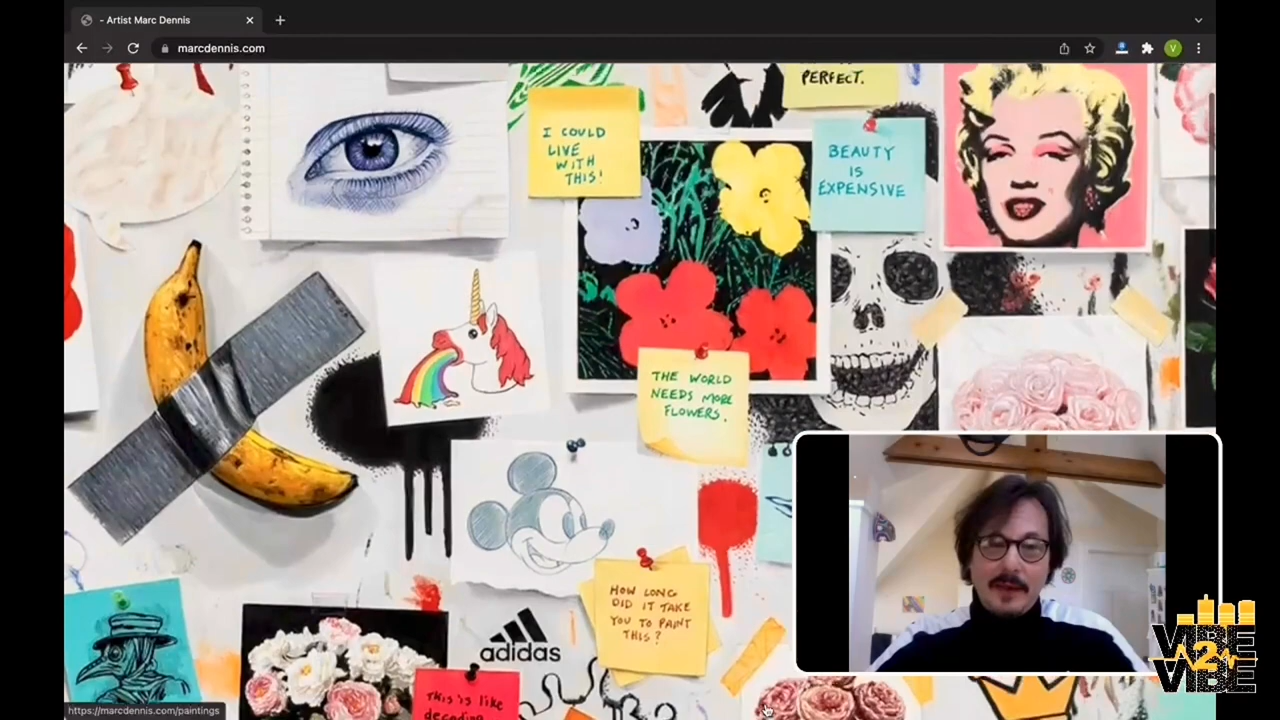 - Artist Marc Dennis
marcdennis.com
V
PERFECT.
I COULD
LIVE
WITH
THIS!
BEAUTY
IS
EXPENSIVE
THE WORLD
NEEDS MORE
FLOWERS.
HOW LONG
DID IT TAKE
YOU TO PAINT
THIS?
adidas
THIS is like
decoding
https://marcdennis.com/paintings
VIBE
2
VIBE